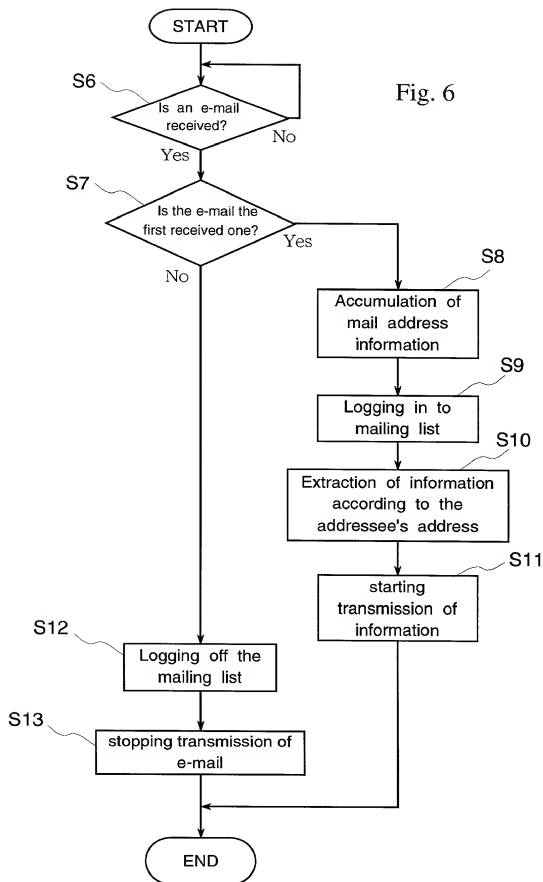 START
S6
Is an e-mail
received?
Fig. 6
No
Yes
S7
Is the e-mail the
first received one?
Yes
No
S8
Accumulation of
mail address
information
S9
Logging in to
mailing list
S10
Extraction of information
according to the
addressee's address
S11
starting
transmission of
information
S12
Logging off the
mailing list
S13
stopping transmission of
e-mail
END